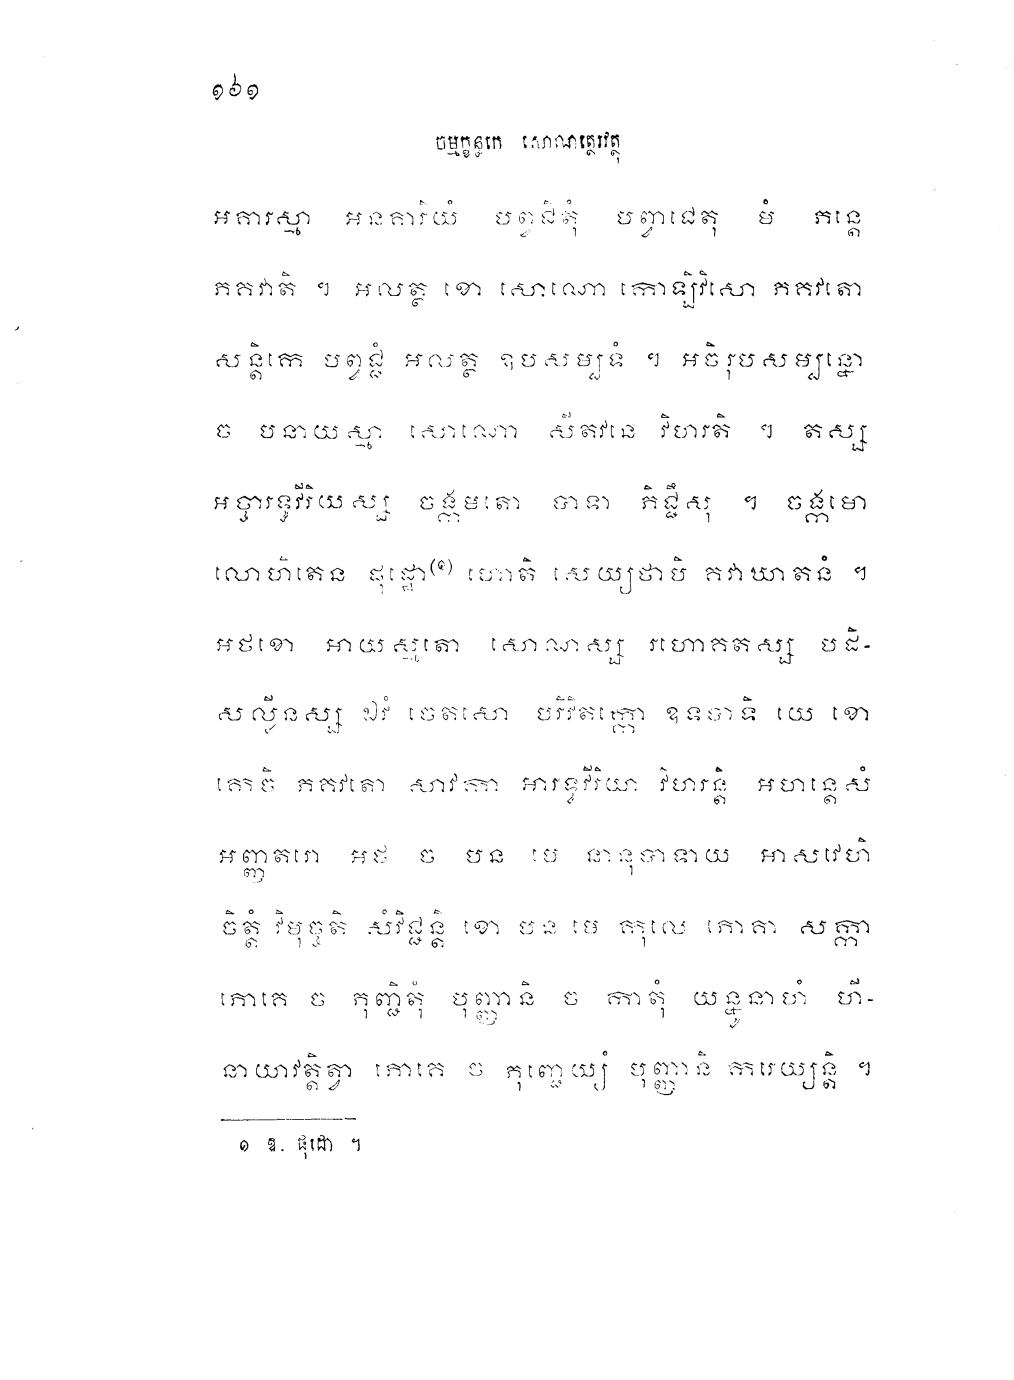 ១៦១
ចម្មក្ខន្ធកេ សោណត្ថេរវត្ថុ
អគារស្មា អនគារិយំ បព្វជិតុំ បព្វាជេតុ មំ ភន្តេ
ភគវាតិ ។ អលត្ថ ខោ សោណោ កោឡិវិសោ ភគវតោ
សន្តិកេ បព្វជ្ជំ អលត្ថ ឧបសម្បទំ ។ អចិរុបសម្បន្នោ
ច បនាយស្មា សោណោ សីតវនេ វិហរតិ ។ តស្ស
អច្ចារទ្ធវីរិយស្ស ចង្កមតោ បាទា ភិជ្ជឹសុ ។ ចង្កមោ
លោហិតេន ផុដ្ឋោ(១) ហោតិ សេយ្យថាបិ គវាឃាតនំ ។
អថខោ អាយស្មតោ សោណស្ស រហោគតស្ស បដិ-
សល្លីនស្ស ឯវំ ចេតសោ បរិវិតក្កោ ឧទបាទិ យេ ខោ
កេចិ ភគវតោ សាវកា អារទ្ធវីរិយា វិហរន្តិ អហន្តេសំ
អញ្ញតរោ អថ ច បន មេ នានុបាទាយ អាសវេហិ
ចិត្តំ វិមុច្ចតិ សំវិជ្ជន្តិ ខោ បន មេ កុលេ ភោគា សក្កា
ភោគេ ច ភុញ្ជិតុំ បុញ្ញានិ ច កាតុំ យន្នូនាហំ ហី-
នាយាវត្តិត្វា ភោគេ ច ភុញ្ជេយ្យំ បុញ្ញានិ ករេយ្យន្តិ ។
១ ឱ. ផុដោ ។